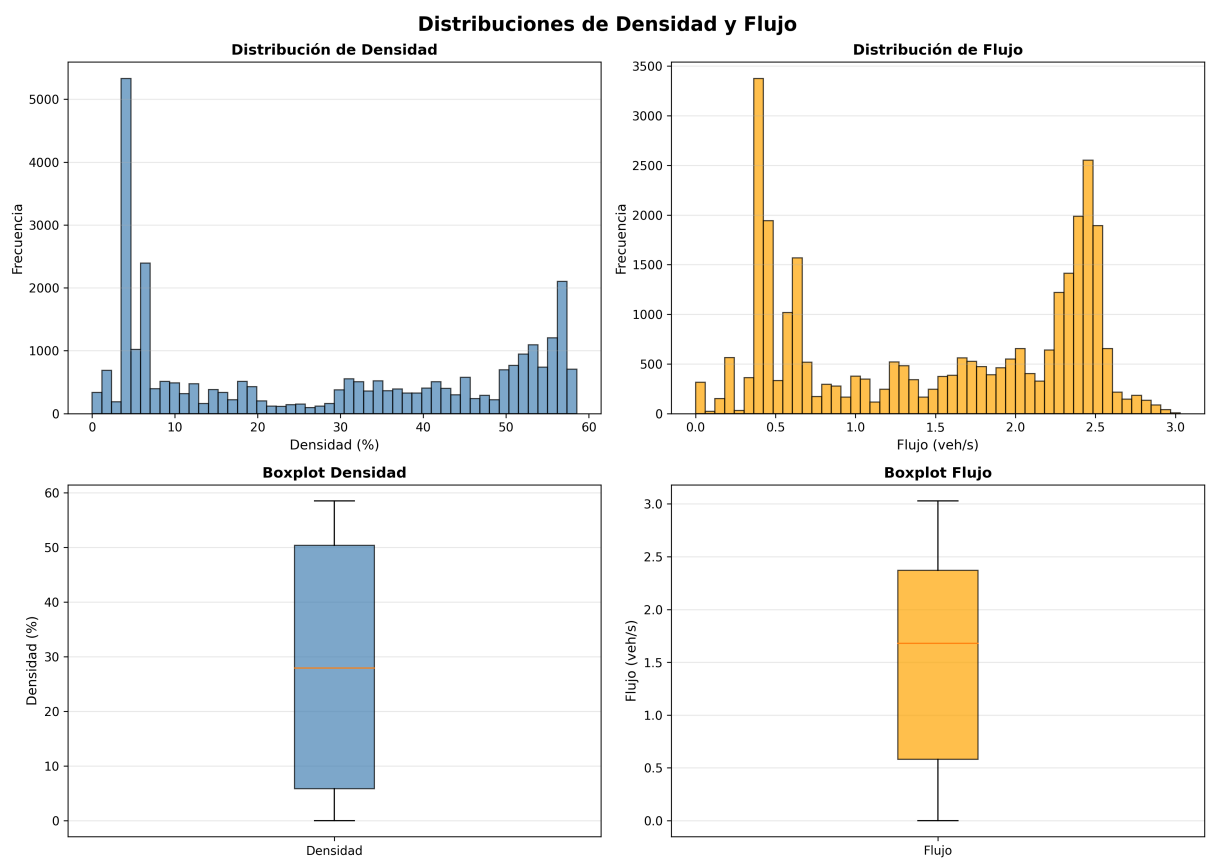 Distribuciones de Densidad y Flujo
Distribución de Densidad
Frecuencia
5000
4000
3000
2000
1000
0
0 10 20 30 40 50 60
Densidad (%)
Distribución de Flujo
Frecuencia
3500
3000
2500
2000
1500
1000
500
0
0.0 0.5 1.0 1.5 2.0 2.5 3.0
Flujo (veh/s)
Boxplot Densidad
Densidad (%)
60
50
40
30
20
10
0
Densidad
Boxplot Flujo
Flujo (veh/s)
3.0
2.5
2.0
1.5
1.0
0.5
0.0
Flujo